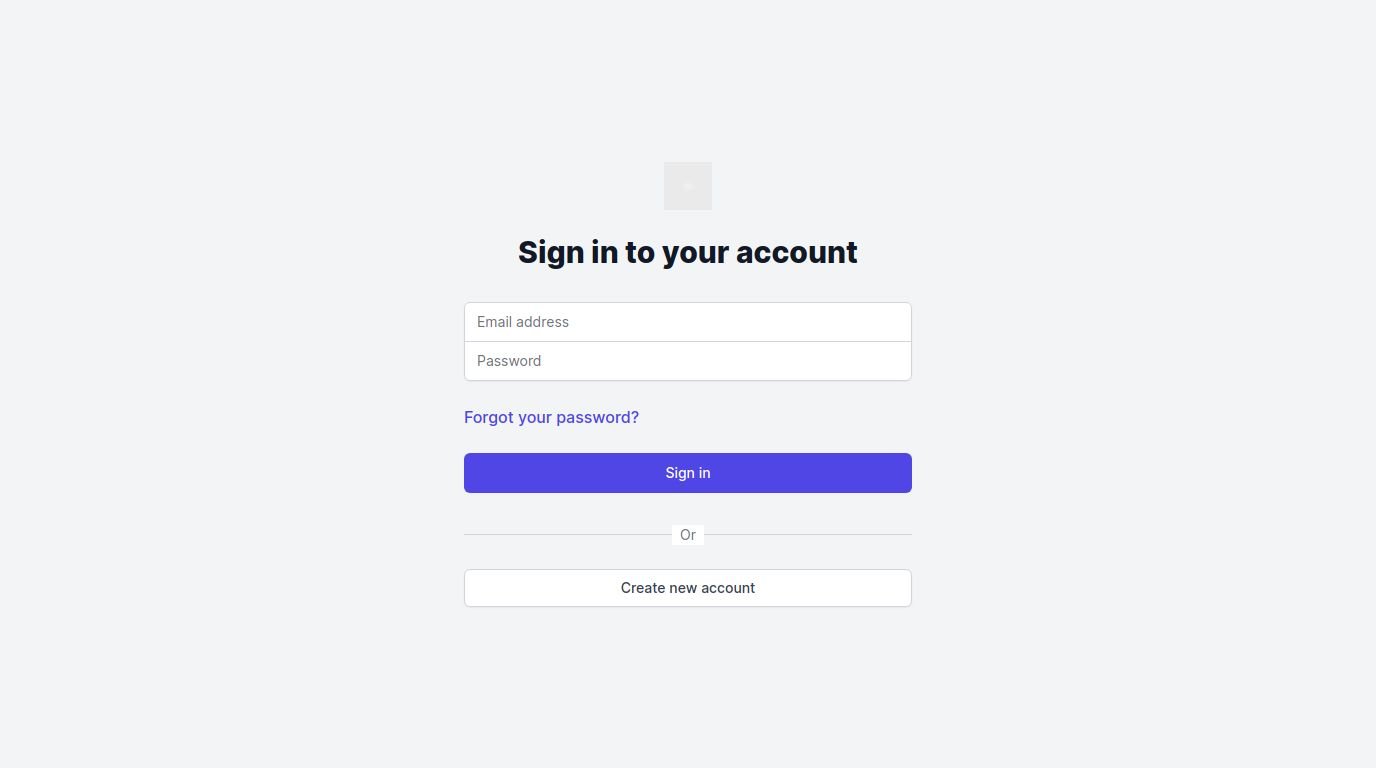 Sign in to your account
Email address
Password
Forgot your password?
Sign in
Or
Create new account